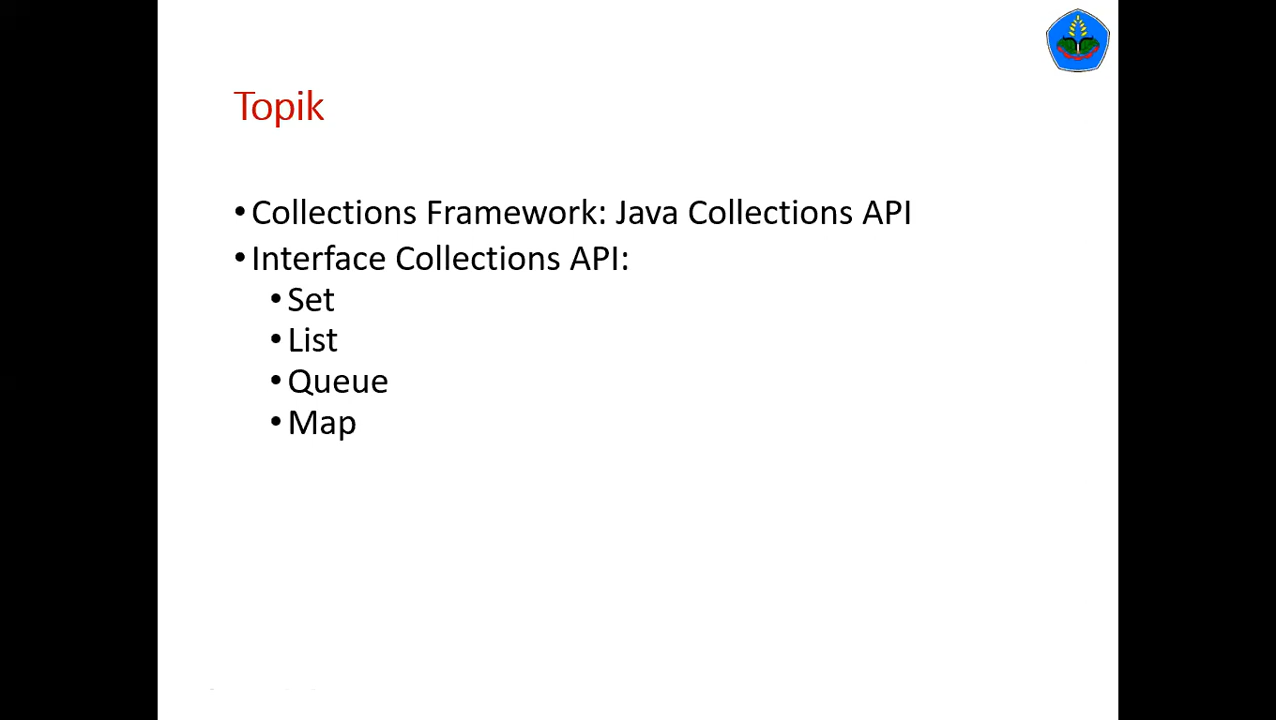 Topik
• Collections Framework: Java Collections API
• Interface Collections API:
• Set
• List
• Queue
• Map